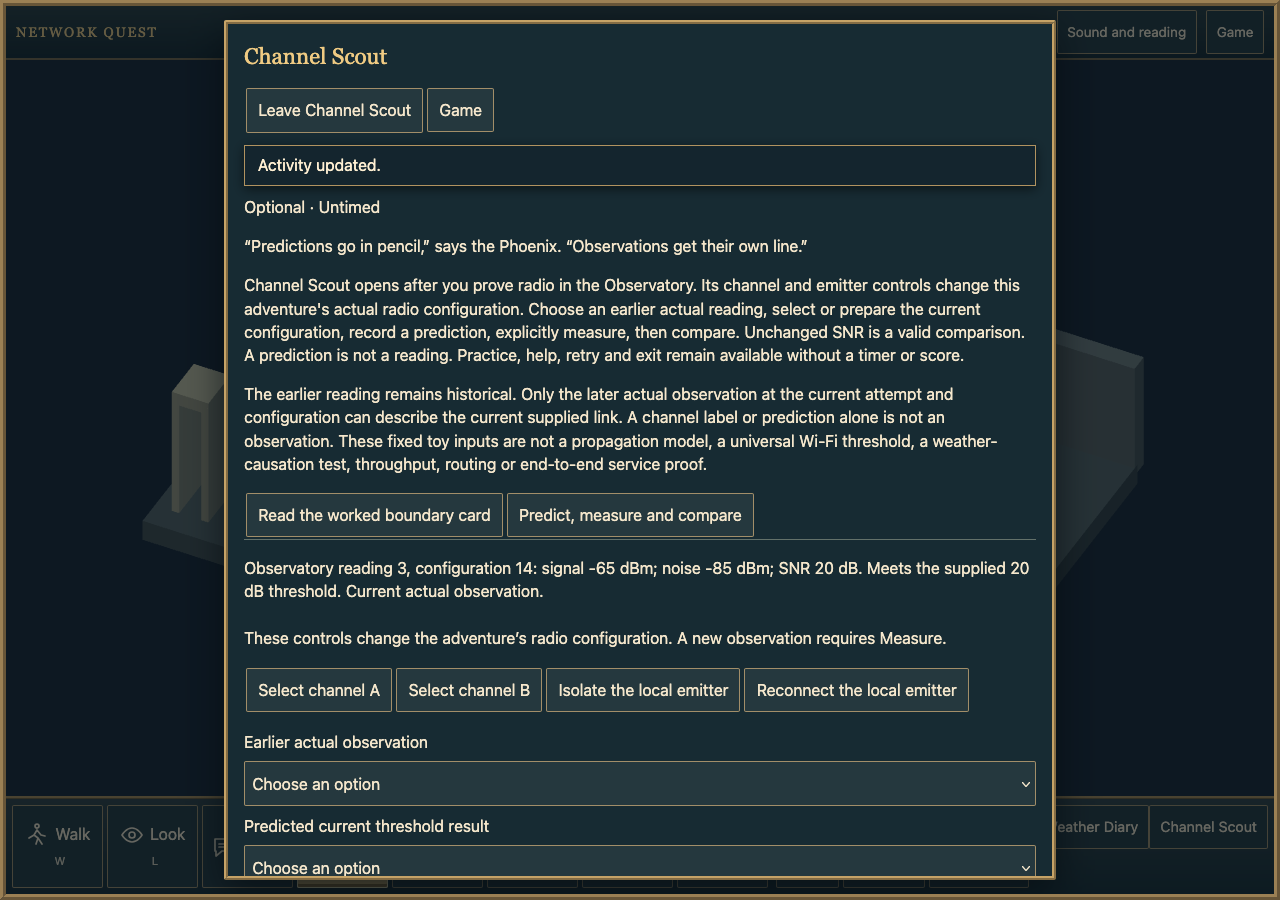 NETWORK QUEST
Sound and reading
Game
Channel Scout
Leave Channel Scout
Game
Activity updated.
Optional · Untimed
“Predictions go in pencil,” says the Phoenix. “Observations get their own line.”
Channel Scout opens after you prove radio in the Observatory. Its channel and emitter controls change this
adventure's actual radio configuration. Choose an earlier actual reading, select or prepare the current
configuration, record a prediction, explicitly measure, then compare. Unchanged SNR is a valid comparison.
A prediction is not a reading. Practice, help, retry and exit remain available without a timer or score.
The earlier reading remains historical. Only the later actual observation at the current attempt and
configuration can describe the current supplied link. A channel label or prediction alone is not an
observation. These fixed toy inputs are not a propagation model, a universal Wi-Fi threshold, a weather-
causation test, throughput, routing or end-to-end service proof.
Read the worked boundary card
Predict, measure and compare
Observatory reading 3, configuration 14: signal -65 dBm; noise -85 dBm; SNR 20 dB. Meets the supplied 20
dB threshold. Current actual observation.
These controls change the adventure’s radio configuration. A new observation requires Measure.
Select channel A
Select channel B
Isolate the local emitter
Reconnect the local emitter
Earlier actual observation
Choose an option
Predicted current threshold result
Choose an option
Walk
W
Look
L
Diary
Channel Scout